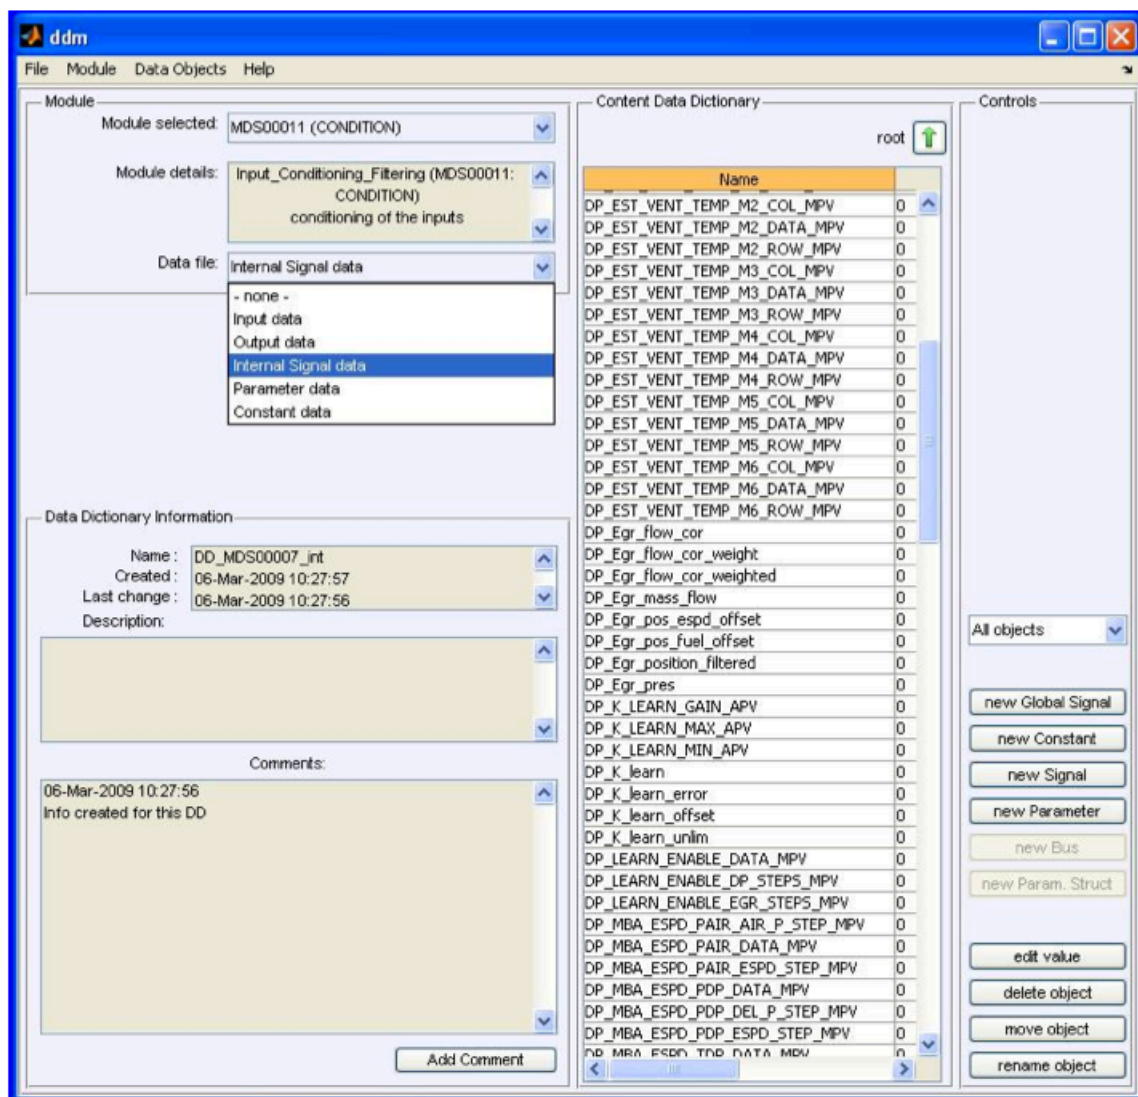 ddm
File Module Data Objects Help
Module
Module selected: MDS00011 (CONDITION)
Module details: Input_Conditioning_Filtering (MDS00011:
CONDITION)
conditioning of the inputs
Data file: Internal Signal data
- none -
Input data
Output data
Internal Signal data
Parameter data
Constant data
Data Dictionary Information
Name : DD_MDS00007_int
Created : 06-Mar-2009 10:27:57
Last change : 06-Mar-2009 10:27:56
Description:
Comments:
06-Mar-2009 10:27:56
Info created for this DD
Add Comment
Content Data Dictionary
root
Name
DP_EST_VENT_TEMP_M2_COL_MPV 0
DP_EST_VENT_TEMP_M2_DATA_MPV 0
DP_EST_VENT_TEMP_M2_ROW_MPV 0
DP_EST_VENT_TEMP_M3_COL_MPV 0
DP_EST_VENT_TEMP_M3_DATA_MPV 0
DP_EST_VENT_TEMP_M3_ROW_MPV 0
DP_EST_VENT_TEMP_M4_COL_MPV 0
DP_EST_VENT_TEMP_M4_DATA_MPV 0
DP_EST_VENT_TEMP_M4_ROW_MPV 0
DP_EST_VENT_TEMP_M5_COL_MPV 0
DP_EST_VENT_TEMP_M5_DATA_MPV 0
DP_EST_VENT_TEMP_M5_ROW_MPV 0
DP_EST_VENT_TEMP_M6_COL_MPV 0
DP_EST_VENT_TEMP_M6_DATA_MPV 0
DP_EST_VENT_TEMP_M6_ROW_MPV 0
DP_Egr_flow_cor 0
DP_Egr_flow_cor_weight 0
DP_Egr_flow_cor_weighted 0
DP_Egr_mass_flow 0
DP_Egr_pos_espd_offset 0
DP_Egr_pos_fuel_offset 0
DP_Egr_position_filtered 0
DP_Egr_pres 0
DP_K_LEARN_GAIN_APV 0
DP_K_LEARN_MAX_APV 0
DP_K_LEARN_MIN_APV 0
DP_K_learn 0
DP_K_learn_error 0
DP_K_learn_offset 0
DP_K_learn_unlim 0
DP_LEARN_ENABLE_DATA_MPV 0
DP_LEARN_ENABLE_DP_STEPS_MPV 0
DP_LEARN_ENABLE_EGR_STEPS_MPV 0
DP_MBA_ESPD_PAIR_AIR_P_STEP_MPV 0
DP_MBA_ESPD_PAIR_DATA_MPV 0
DP_MBA_ESPD_PAIR_ESPD_STEP_MPV 0
DP_MBA_ESPD_PDP_DATA_MPV 0
DP_MBA_ESPD_PDP_DEL_P_STEP_MPV 0
DP_MBA_ESPD_PDP_ESPD_STEP_MPV 0
DP_MBA_ESPD_TDP_DATA_MPV 0
Controls
All objects
new Global Signal
new Constant
new Signal
new Parameter
new Bus
new Param. Struct
edit value
delete object
move object
rename object